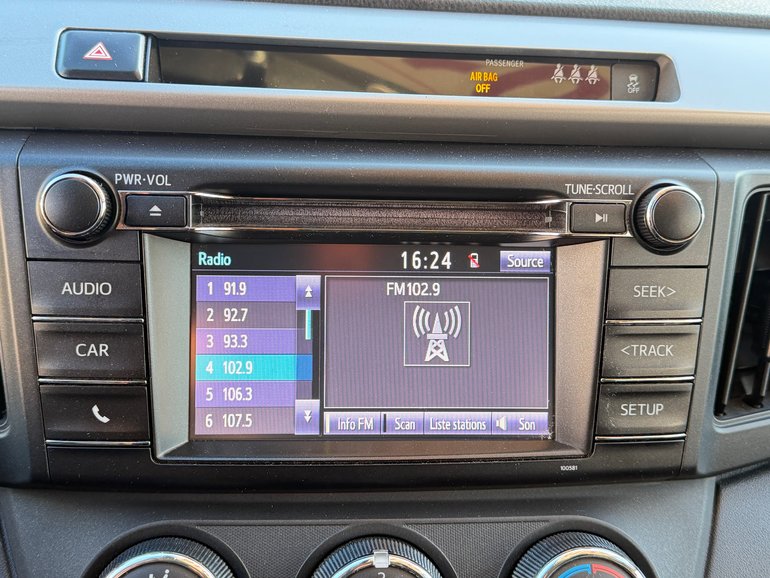 PASSENGER
AIR BAG
OFF
OFF
PWR·VOL
TUNE·SCROLL
Radio 16:24 Source
AUDIO
CAR
1 91.9
2 92.7
3 93.3
4 102.9
5 106.3
6 107.5
FM102.9
Info FM Scan Liste stations Son
SEEK>
<TRACK
SETUP
100581